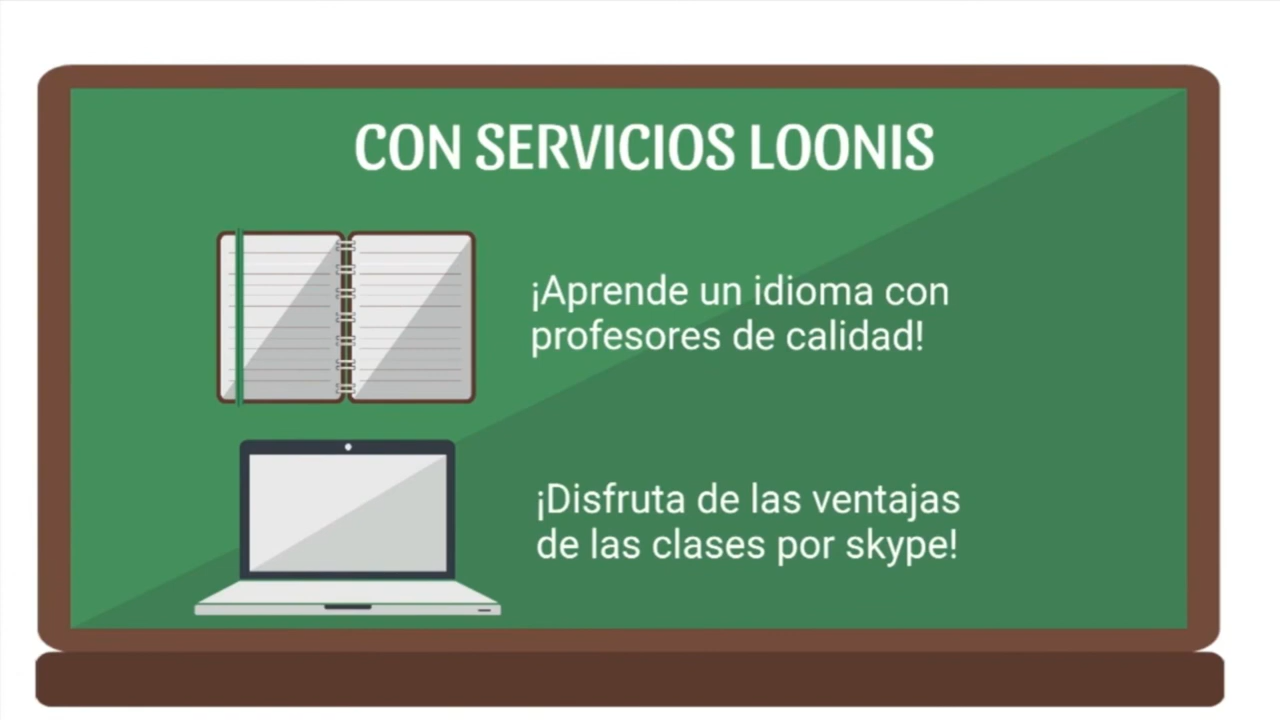 CON SERVICIOS LOONIS
¡Aprende un idioma con
profesores de calidad!
¡Disfruta de las ventajas
de las clases por skype!